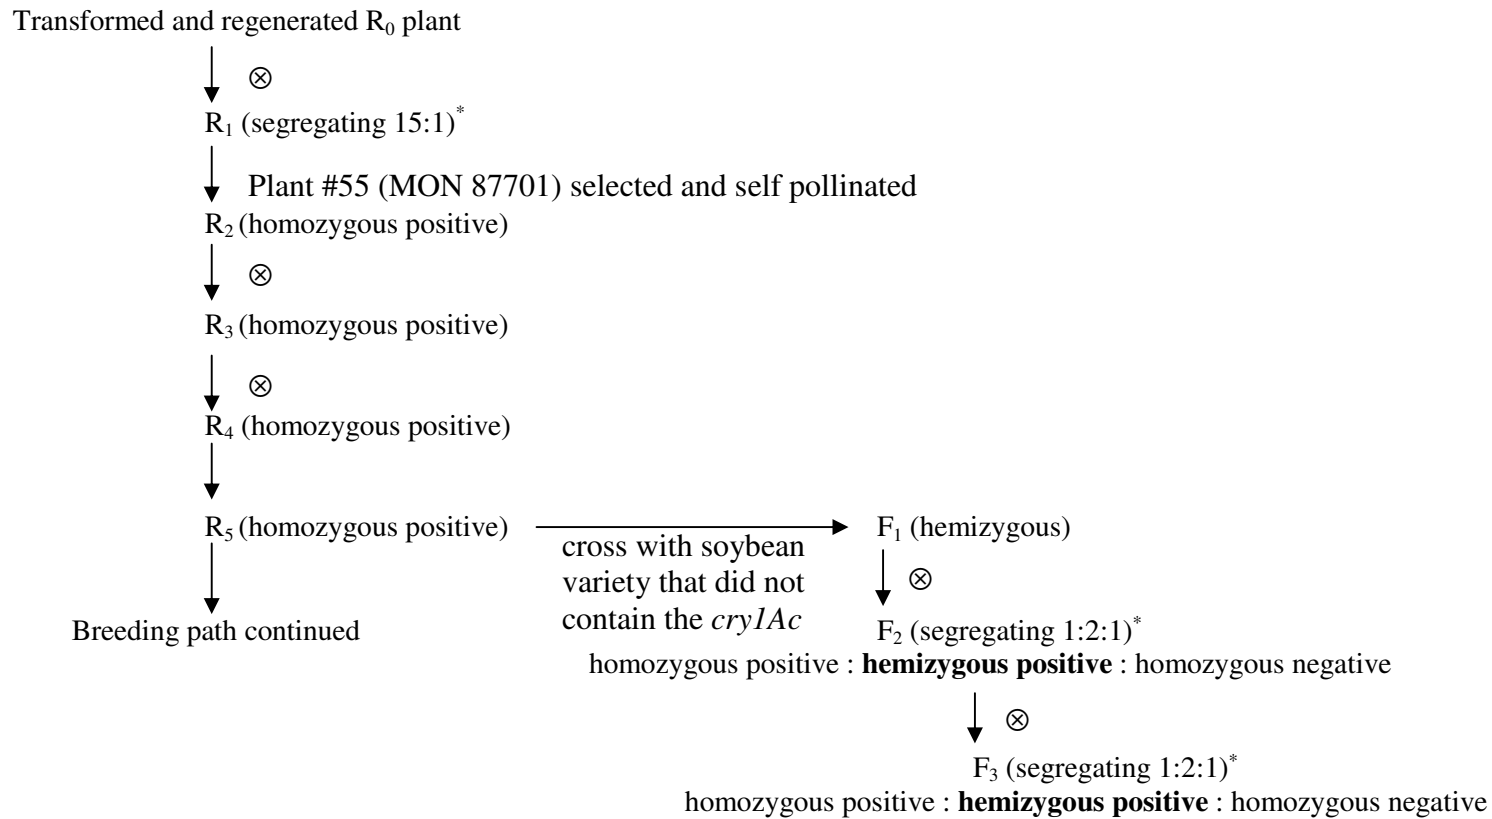 Transformed and regenerated R₀ plant
⊗
R₁ (segregating 15:1)*
Plant #55 (MON 87701) selected and self pollinated
R₂ (homozygous positive)
⊗
R₃ (homozygous positive)
⊗
R₄ (homozygous positive)
R₅ (homozygous positive)
cross with soybean
variety that did not
contain the cry1Ac
Breeding path continued
F₁ (hemizygous)
⊗
F₂ (segregating 1:2:1)*
homozygous positive : hemizygous positive : homozygous negative
⊗
F₃ (segregating 1:2:1)*
homozygous positive : hemizygous positive : homozygous negative